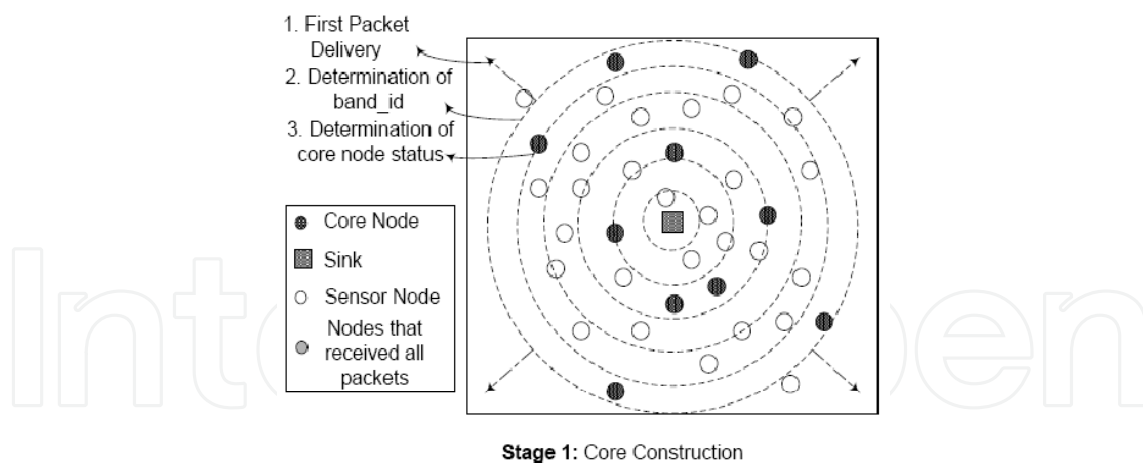 1. First Packet
Delivery
2. Determination of
band_id
3. Determination of
core node status
Core Node
Sink
Sensor Node
Nodes that
received all
packets
Stage 1: Core Construction